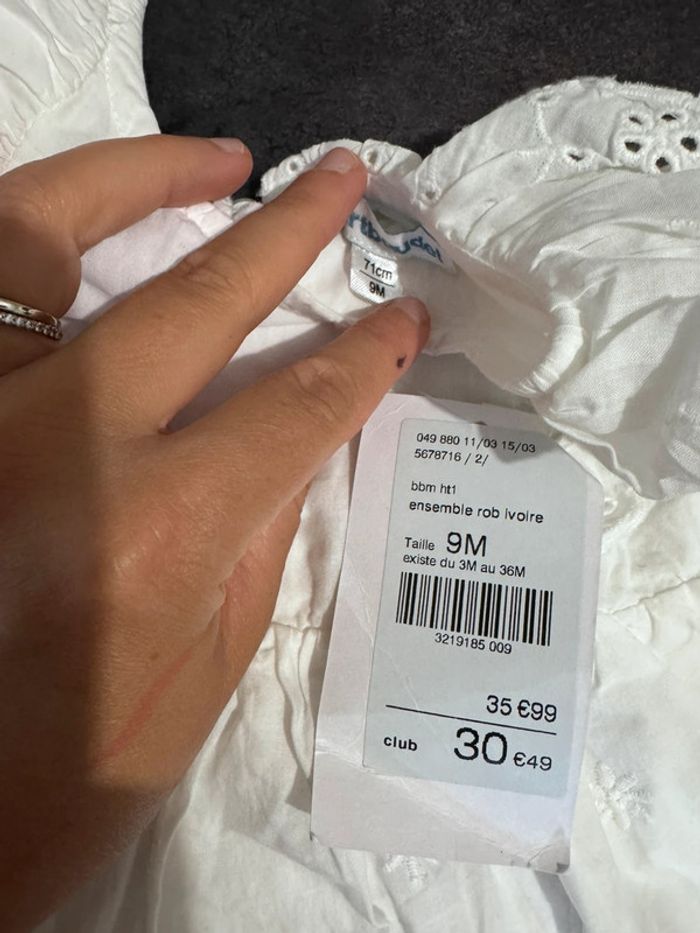 71cm
9M
049 880 11/03 15/03
5678716 / 2/
bbm ht1
ensemble rob ivoire
Taille 9M
existe du 3M au 36M
3219185 009
35 €99
club 30 €49